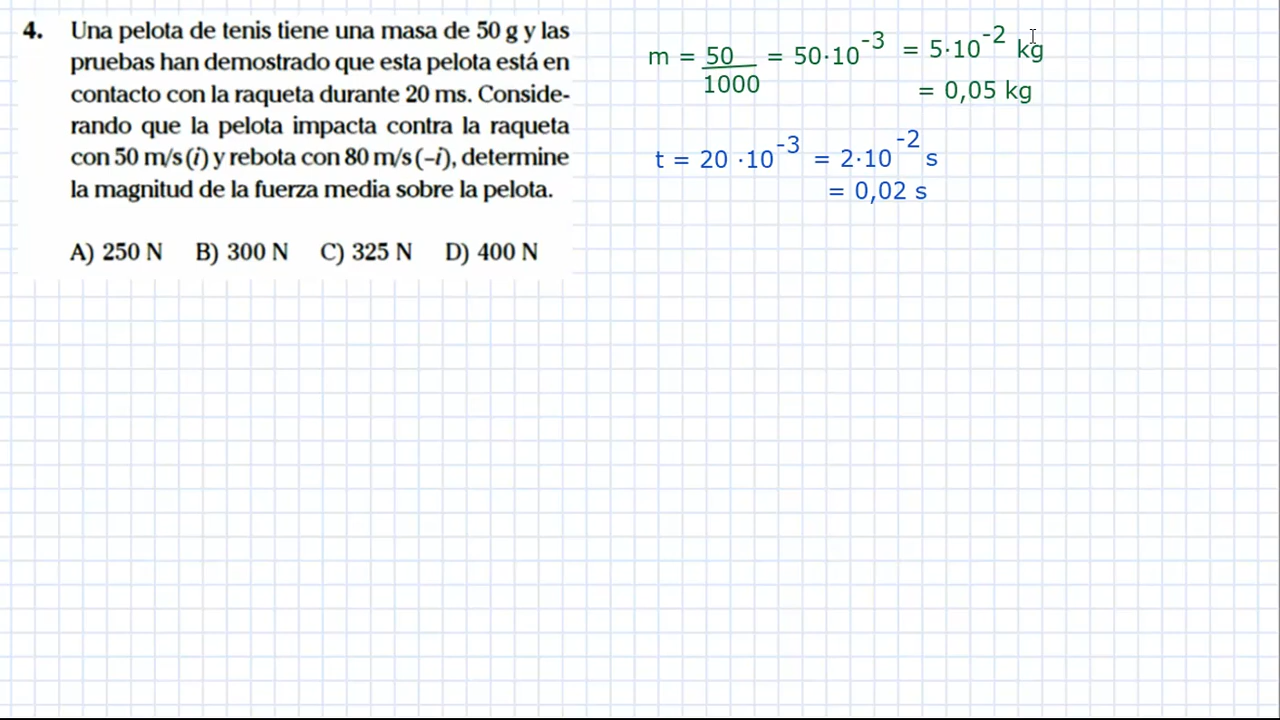 4. Una pelota de tenis tiene una masa de 50 g y las
pruebas han demostrado que esta pelota está en
contacto con la raqueta durante 20 ms. Conside-
rando que la pelota impacta contra la raqueta
con 50 m/s (i) y rebota con 80 m/s (–i), determine
la magnitud de la fuerza media sobre la pelota.
A) 250 N B) 300 N C) 325 N D) 400 N
m = 50/1000 = 50·10^-3 = 5·10^-2 kg
= 0,05 kg
t = 20 ·10^-3 = 2·10^-2 s
= 0,02 s